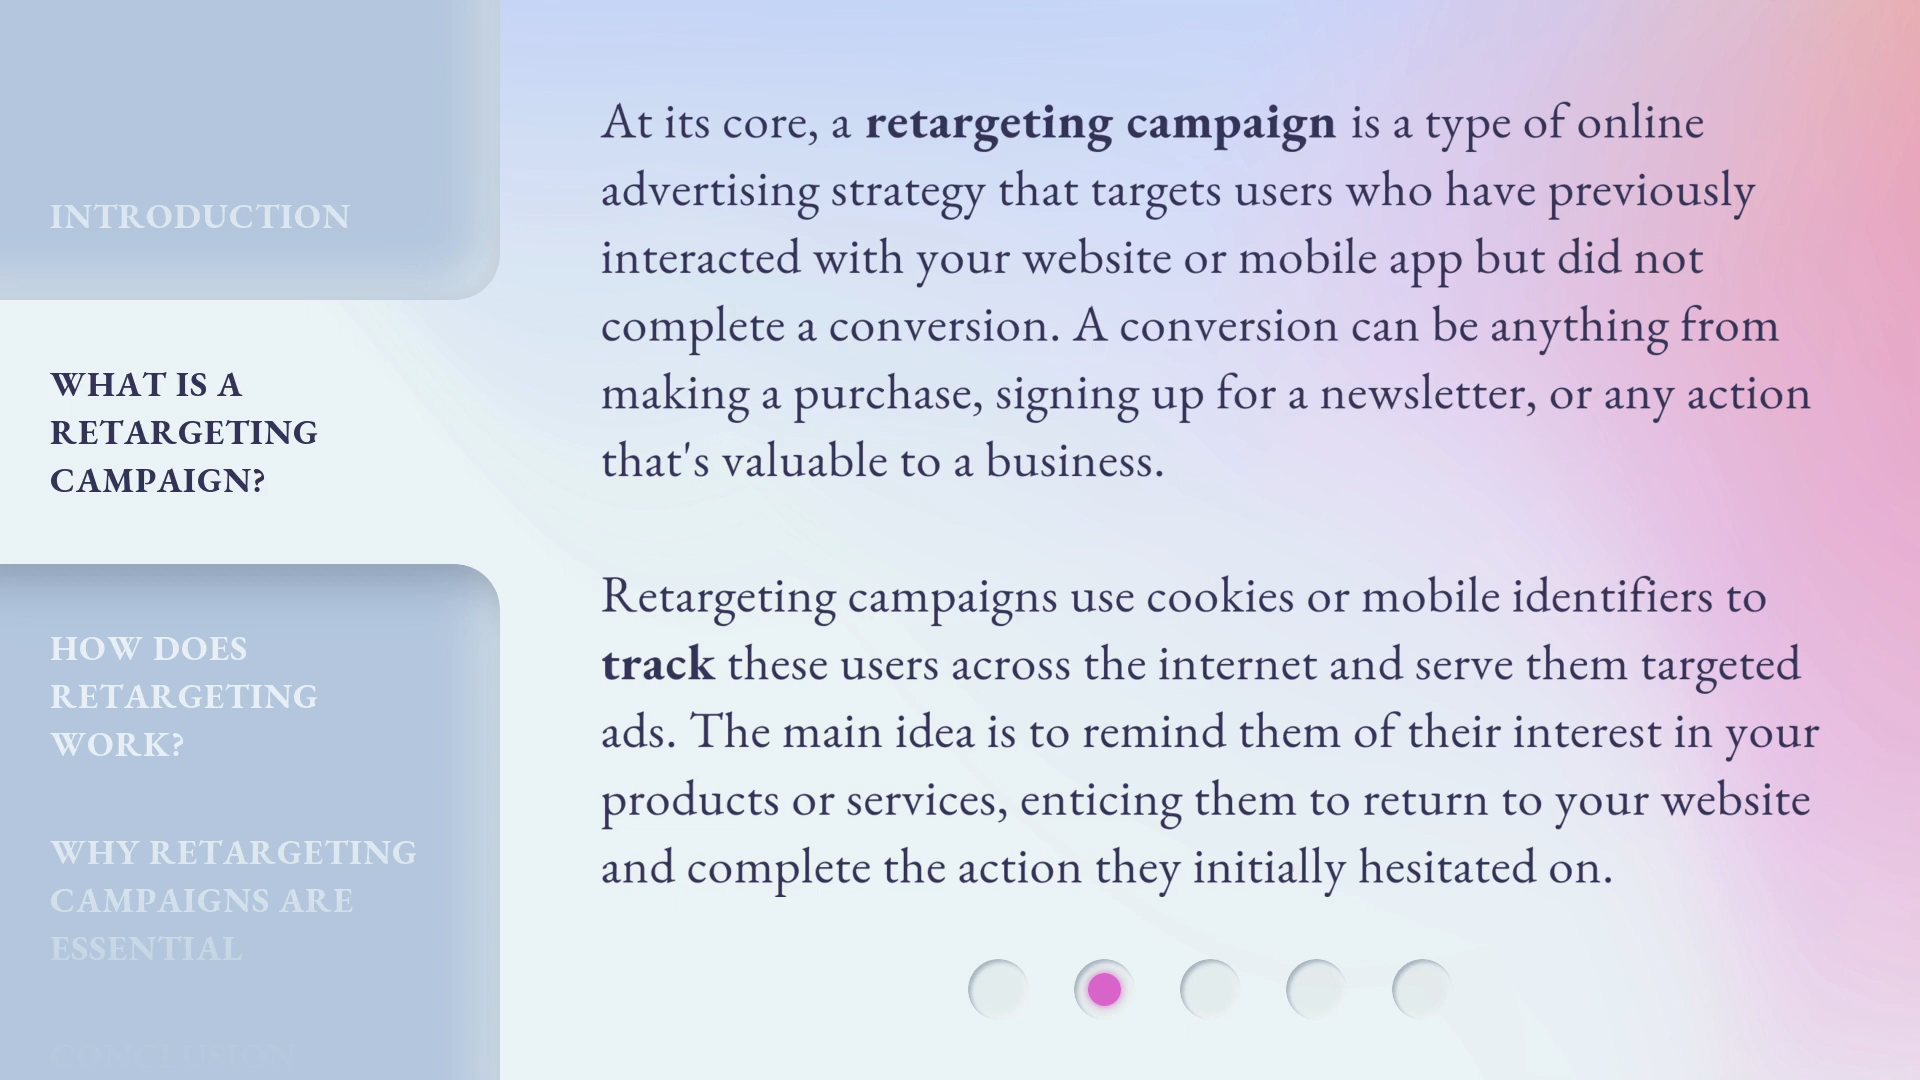 INTRODUCTION
WHAT IS A
RETARGETING
CAMPAIGN?
HOW DOES
RETARGETING
WORK?
WHY RETARGETING
CAMPAIGNS ARE
ESSENTIAL
CONCLUSION
At its core, a retargeting campaign is a type of online
advertising strategy that targets users who have previously
interacted with your website or mobile app but did not
complete a conversion. A conversion can be anything from
making a purchase, signing up for a newsletter, or any action
that's valuable to a business.
Retargeting campaigns use cookies or mobile identifiers to
track these users across the internet and serve them targeted
ads. The main idea is to remind them of their interest in your
products or services, enticing them to return to your website
and complete the action they initially hesitated on.